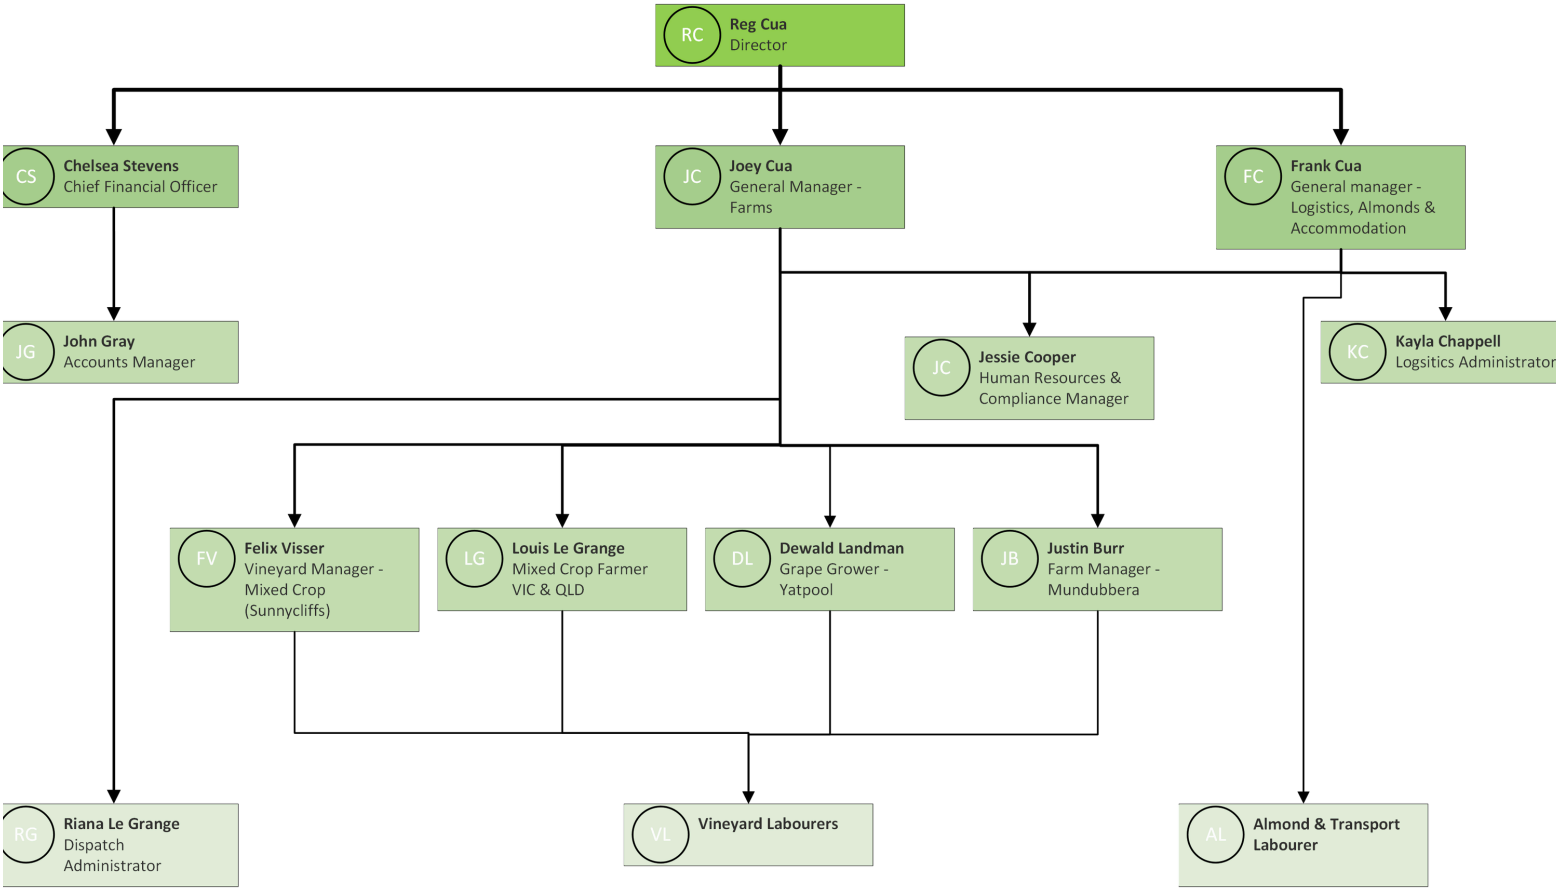 RC
Reg Cua
Director
CS
Chelsea Stevens
Chief Financial Officer
JC
Joey Cua
General Manager -
Farms
FC
Frank Cua
General manager -
Logistics, Almonds &
Accommodation
JG
John Gray
Accounts Manager
JC
Jessie Cooper
Human Resources &
Compliance Manager
KC
Kayla Chappell
Logsitics Administrator
FV
Felix Visser
Vineyard Manager -
Mixed Crop
(Sunnycliffs)
LG
Louis Le Grange
Mixed Crop Farmer
VIC & QLD
DL
Dewald Landman
Grape Grower -
Yatpool
JB
Justin Burr
Farm Manager -
Mundubbera
RG
Riana Le Grange
Dispatch
Administrator
VL
Vineyard Labourers
AL
Almond & Transport
Labourer